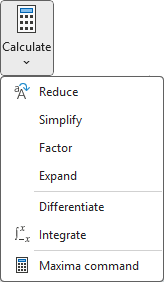 Calculate
Reduce
Simplify
Factor
Expand
Differentiate
Integrate
Maxima command